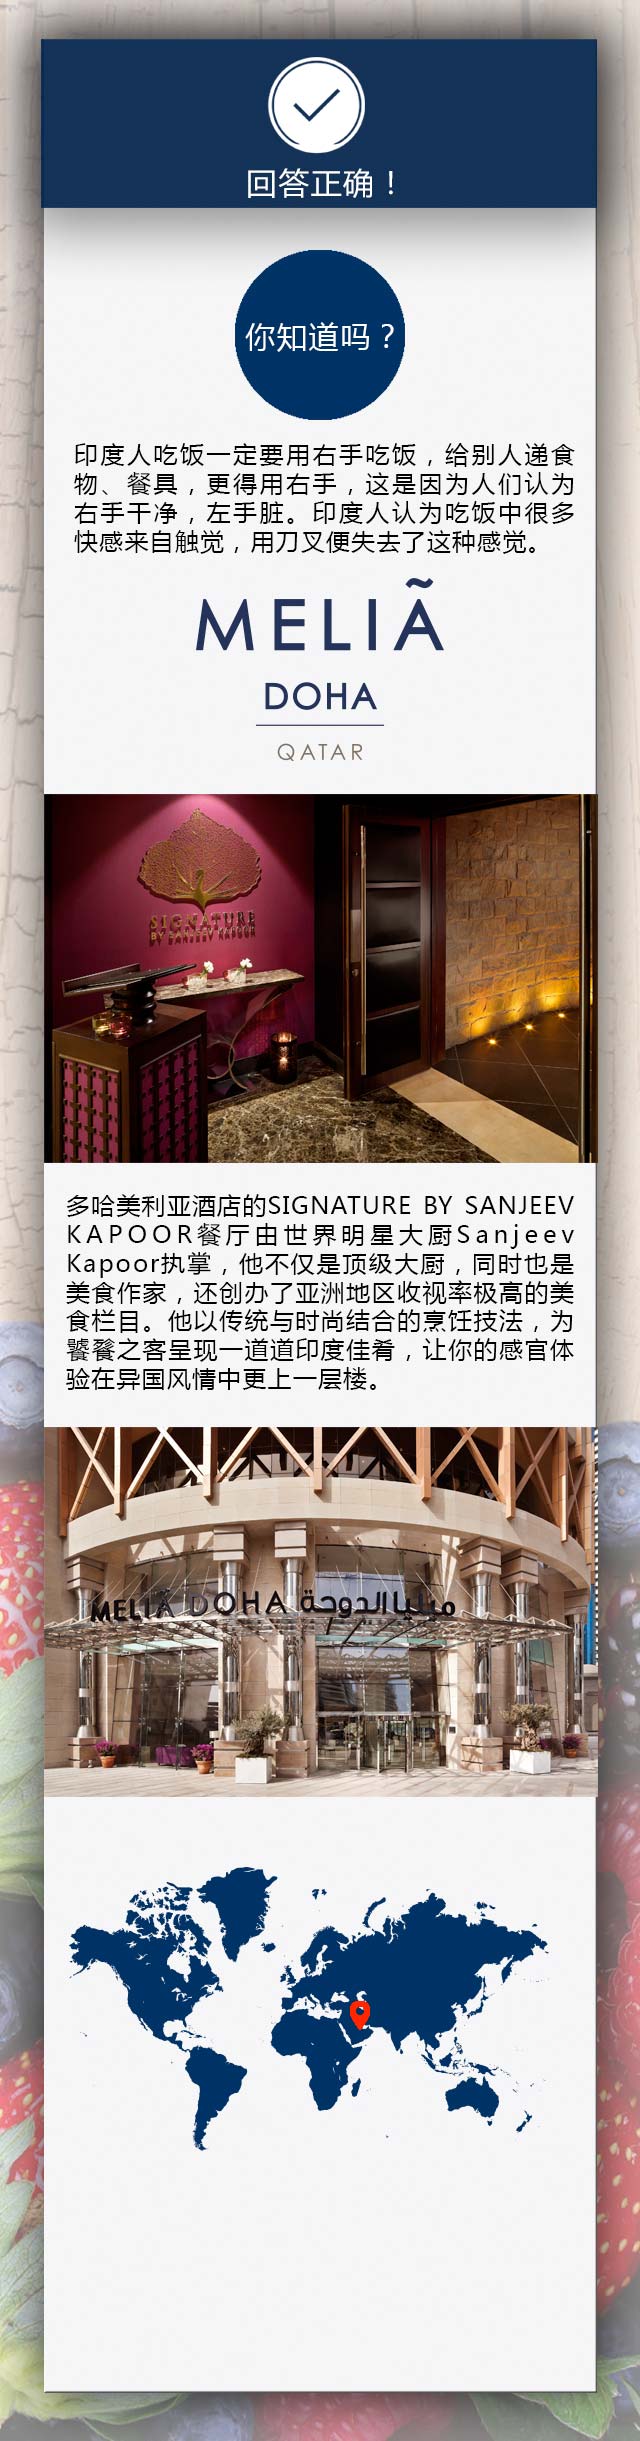 回答正确！
你知道吗？
印度人吃饭一定要用右手吃饭，给别人递食
物、餐具，更得用右手，这是因为人们认为
右手干净，左手脏。印度人认为吃饭中很多
快感来自触觉，用刀叉便失去了这种感觉。
MELIÃ
DOHA
QATAR
SIGNATURE
BY SANJEEV KAPOOR
多哈美利亚酒店的SIGNATURE BY SANJEEV
KAPOOR餐厅由世界明星大厨Sanjeev
Kapoor执掌，他不仅是顶级大厨，同时也是
美食作家，还创办了亚洲地区收视率极高的美
食栏目。他以传统与时尚结合的烹饪技法，为
饕餮之客呈现一道道印度佳肴，让你的感官体
验在异国风情中更上一层楼。
MELIÃ DOHA ميليا الدوحة